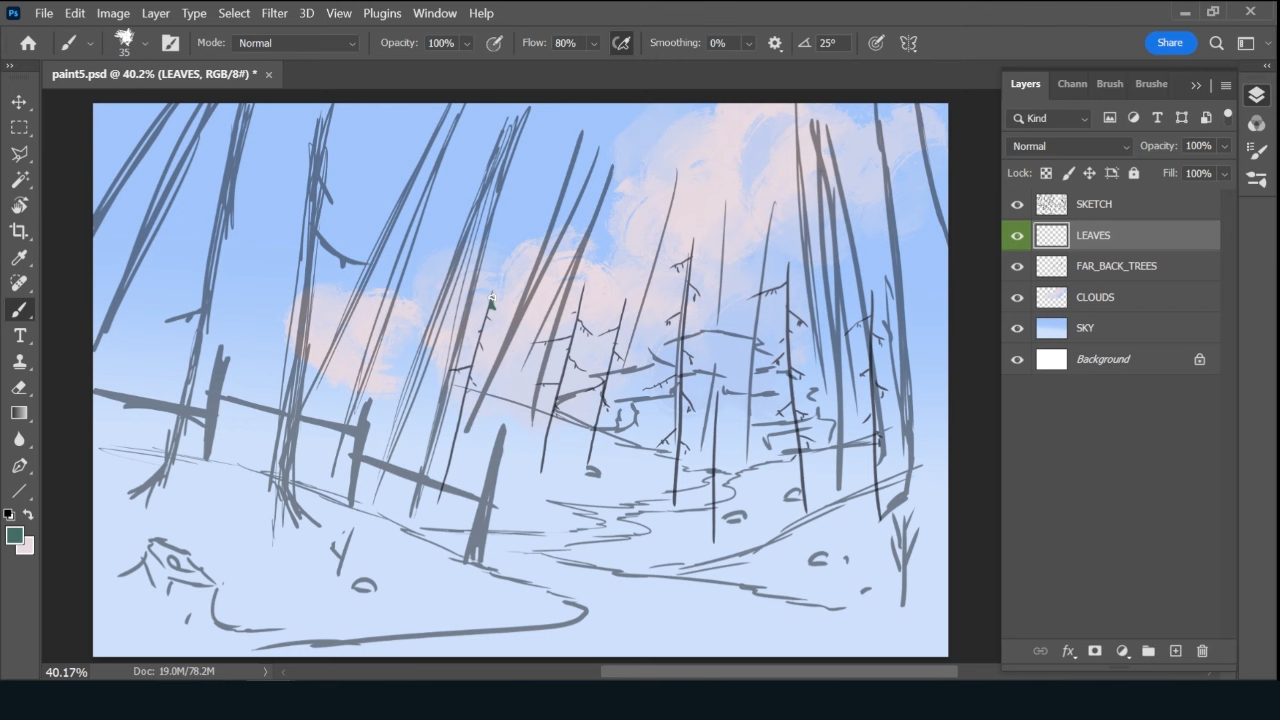 Ps File Edit Image Layer Type Select Filter 3D View Plugins Window Help
35 Mode: Normal Opacity: 100% Flow: 80% Smoothing: 0% 25° Share
paint5.psd @ 40.2% (LEAVES, RGB/8#) * ×
Layers Chann Brush Brushe
Kind
Normal Opacity: 100%
Lock: Fill: 100%
SKETCH
LEAVES
FAR_BACK_TREES
CLOUDS
SKY
Background
fx
40.17% Doc: 19.0M/78.2M